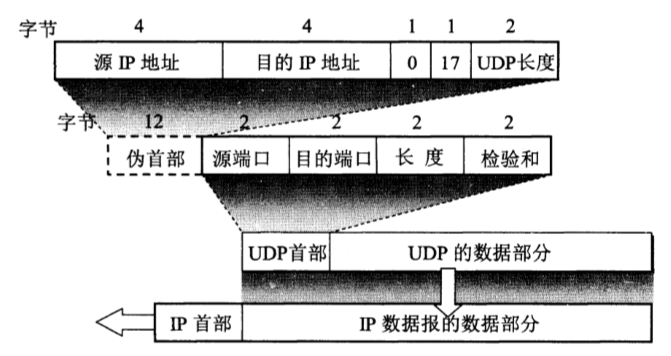 字节 4 4 1 1 2
源 IP 地址 目的 IP 地址 0 17 UDP长度
字节 12 2 2 2 2
伪首部 源端口 目的端口 长 度 检验和
UDP首部 UDP 的数据部分
IP 首部 IP 数据报的数据部分